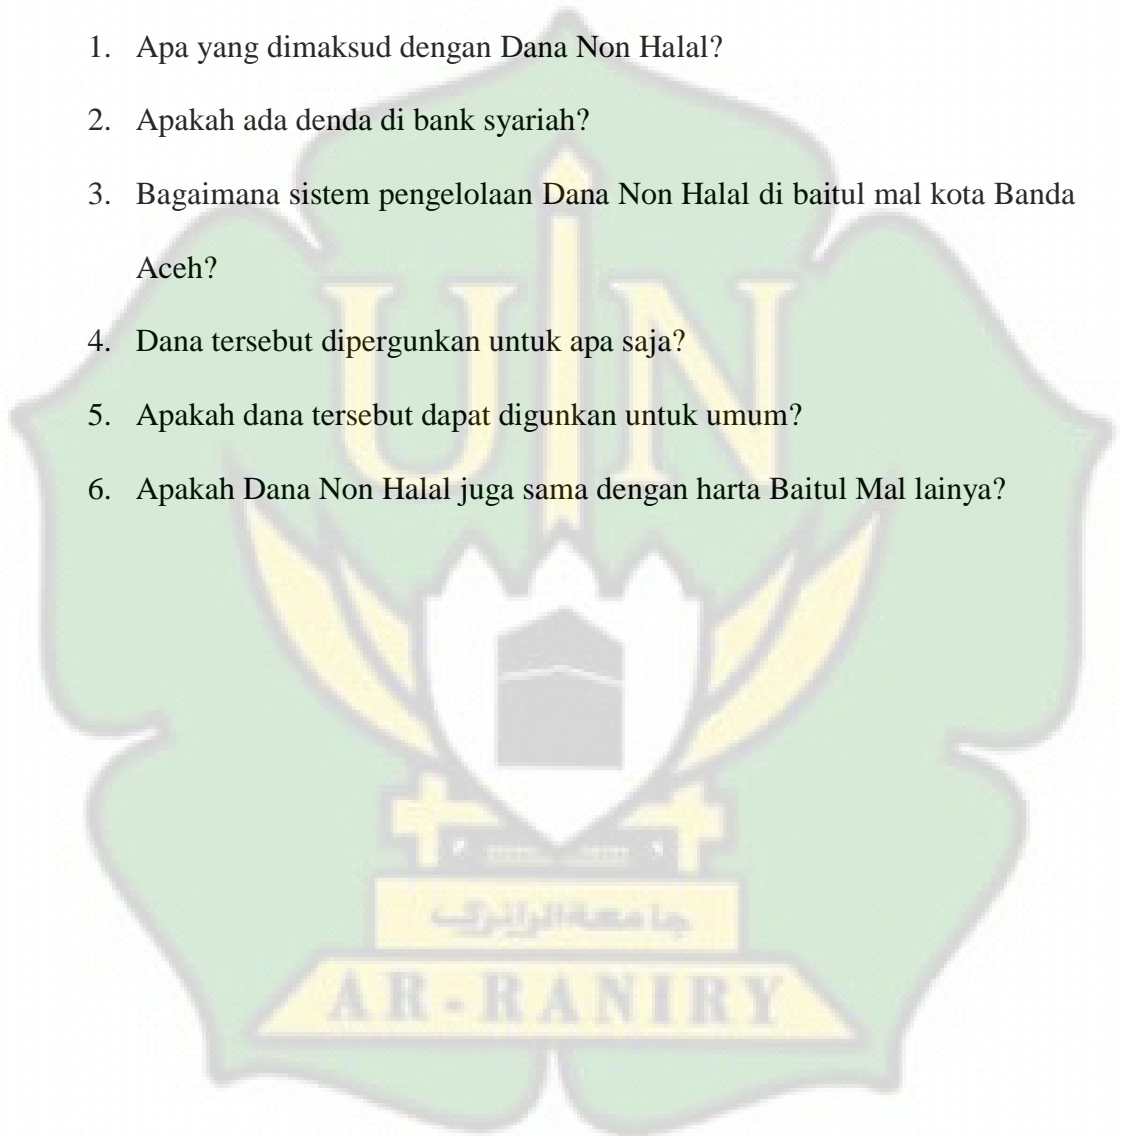 1. Apa yang dimaksud dengan Dana Non Halal?
2. Apakah ada denda di bank syariah?
3. Bagaimana sistem pengelolaan Dana Non Halal di baitul mal kota Banda
Aceh?
4. Dana tersebut dipergunkan untuk apa saja?
5. Apakah dana tersebut dapat digunkan untuk umum?
6. Apakah Dana Non Halal juga sama dengan harta Baitul Mal lainya?
UIN
جامعة الرانري
AR-RANIRY